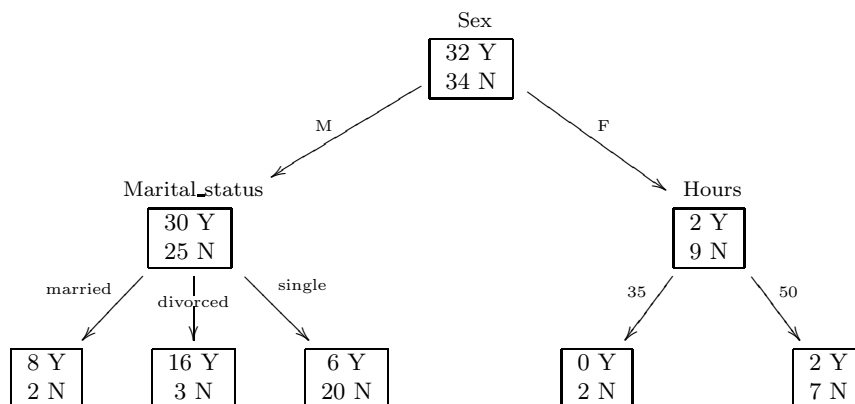 Sex
32 Y
34 N
M
F
Marital_status
30 Y
25 N
Hours
2 Y
9 N
married
divorced
single
35
50
8 Y
2 N
16 Y
3 N
6 Y
20 N
0 Y
2 N
2 Y
7 N